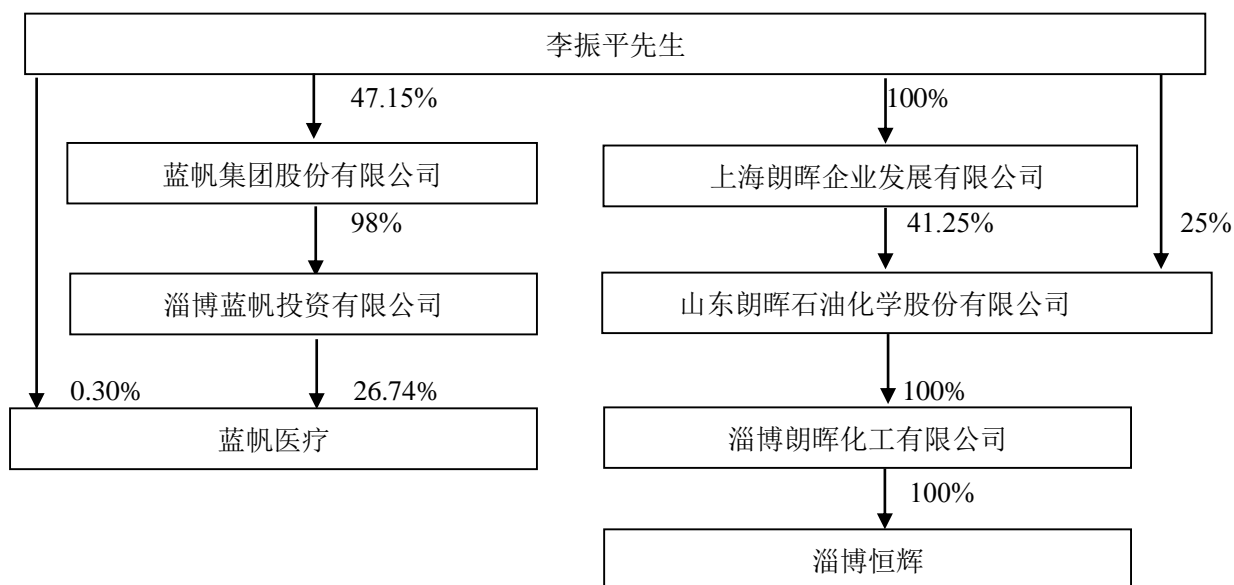 李振平先生
47.15%
100%
蓝帆集团股份有限公司
上海朗晖企业发展有限公司
98%
41.25%
25%
淄博蓝帆投资有限公司
山东朗晖石油化学股份有限公司
0.30%
26.74%
100%
蓝帆医疗
淄博朗晖化工有限公司
100%
淄博恒辉